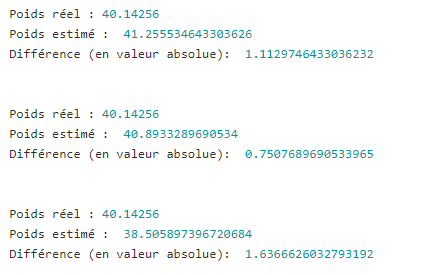 Poids réel : 40.14256
Poids estimé :  41.255534643303626
Différence (en valeur absolue):  1.1129746433036232
Poids réel : 40.14256
Poids estimé :  40.8933289690534
Différence (en valeur absolue):  0.7507689690533965
Poids réel : 40.14256
Poids estimé :  38.505897396720684
Différence (en valeur absolue):  1.6366626032793192